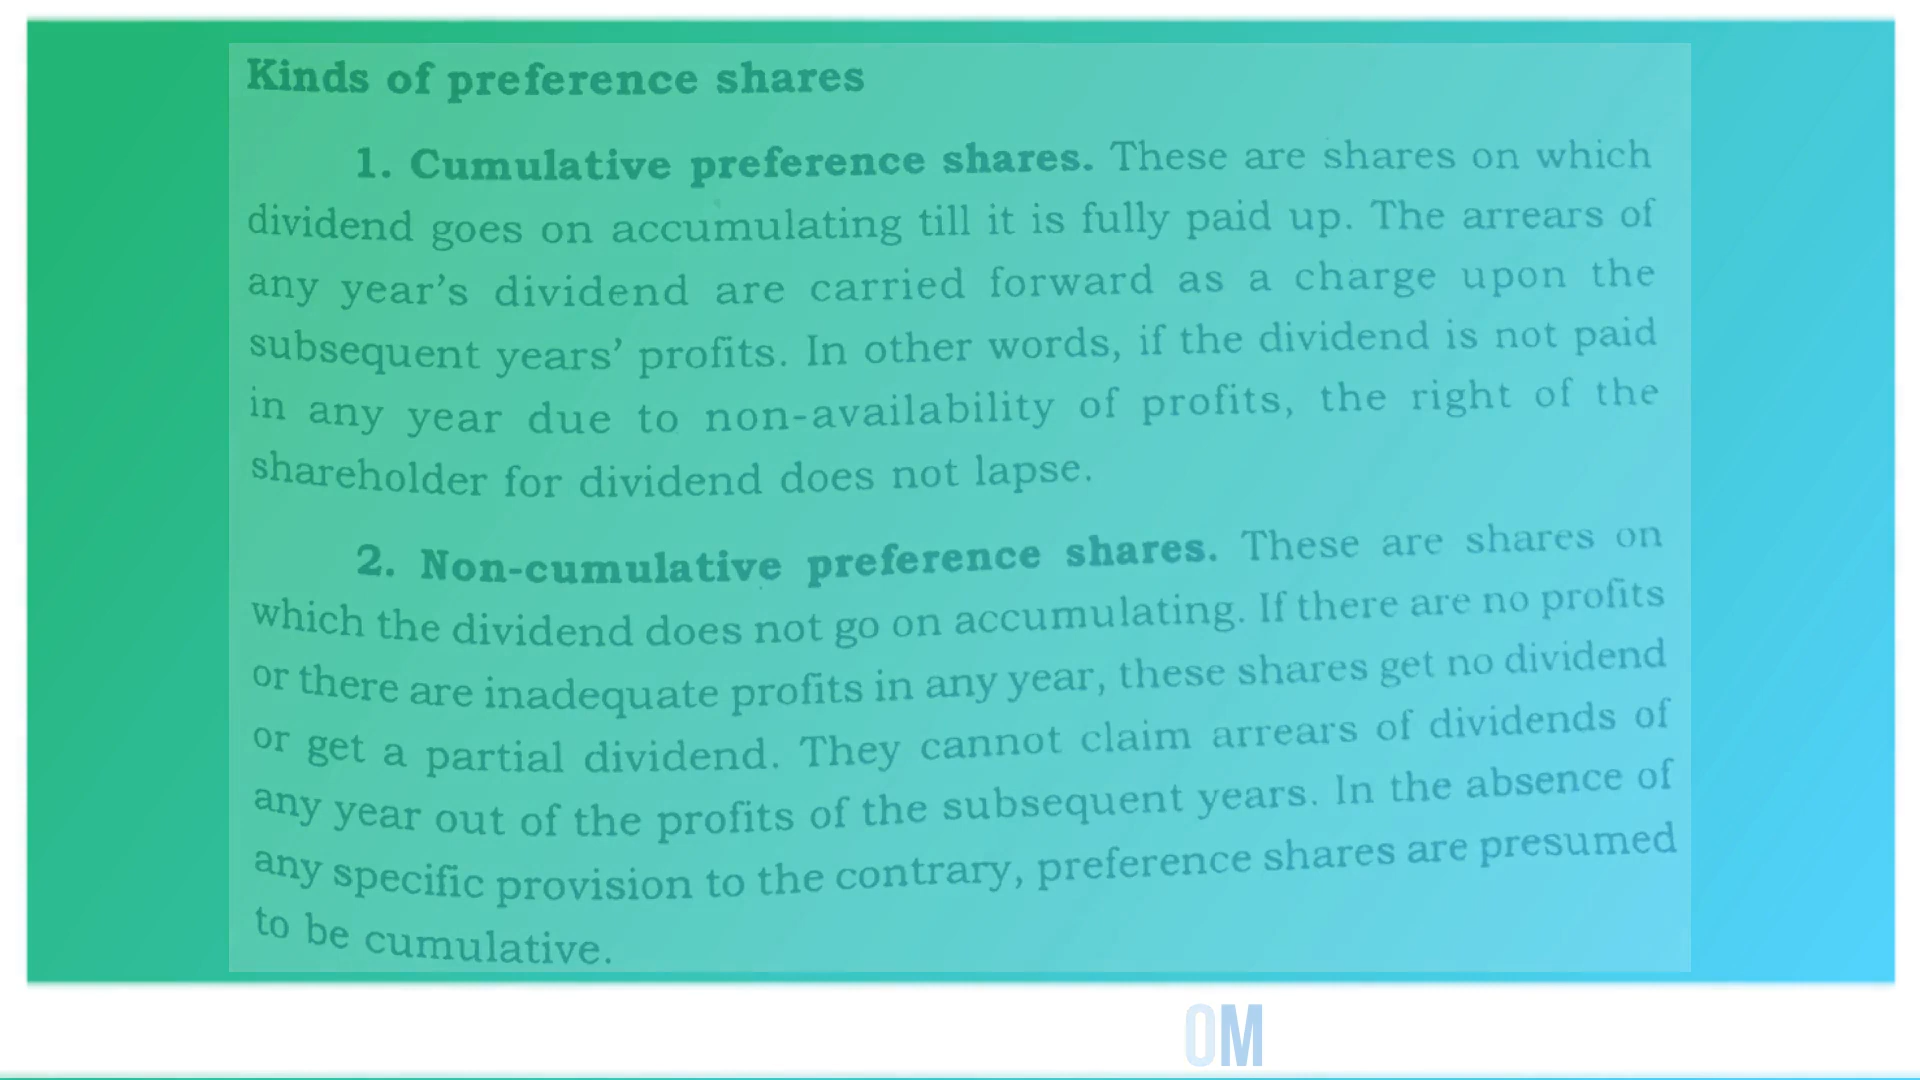 Kinds of preference shares
1. Cumulative preference shares. These are shares on which
dividend goes on accumulating till it is fully paid up. The arrears of
any year’s dividend are carried forward as a charge upon the
subsequent years’ profits. In other words, if the dividend is not paid
in any year due to non-availability of profits, the right of the
shareholder for dividend does not lapse.
2. Non-cumulative preference shares. These are shares on
which the dividend does not go on accumulating. If there are no profits
or there are inadequate profits in any year, these shares get no dividend
or get a partial dividend. They cannot claim arrears of dividends of
any year out of the profits of the subsequent years. In the absence of
any specific provision to the contrary, preference shares are presumed
to be cumulative.
OM